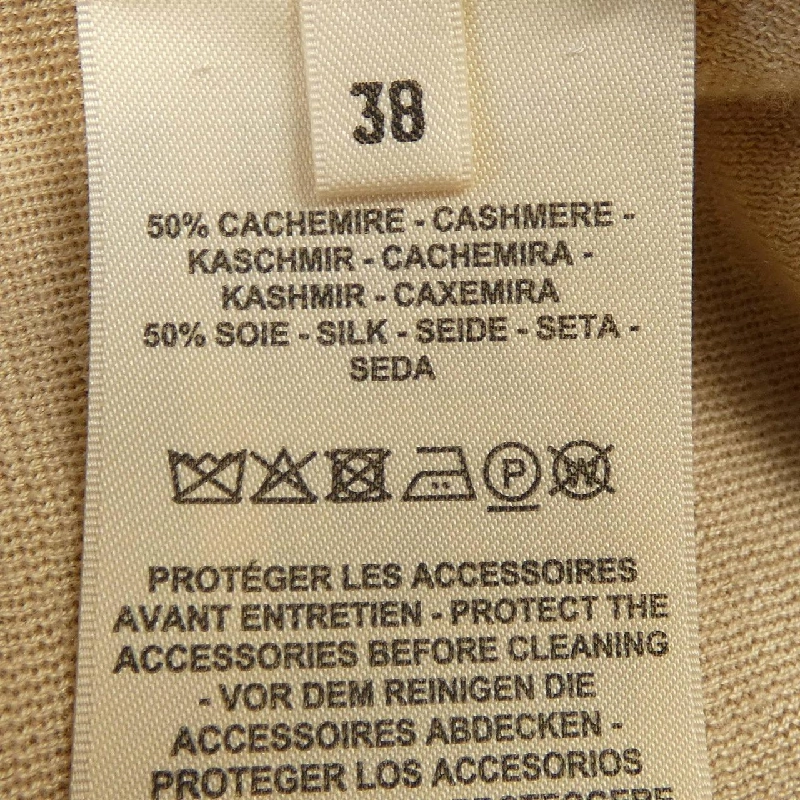 38
50% CACHEMIRE - CASHMERE -
KASCHMIR - CACHEMIRA -
KASHMIR - CAXEMIRA
50% SOIE - SILK - SEIDE - SETA -
SEDA
P W
PROTÉGER LES ACCESSOIRES
AVANT ENTRETIEN - PROTECT THE
ACCESSORIES BEFORE CLEANING
- VOR DEM REINIGEN DIE
ACCESSOIRES ABDECKEN -
PROTEGER LOS ACCESORIOS